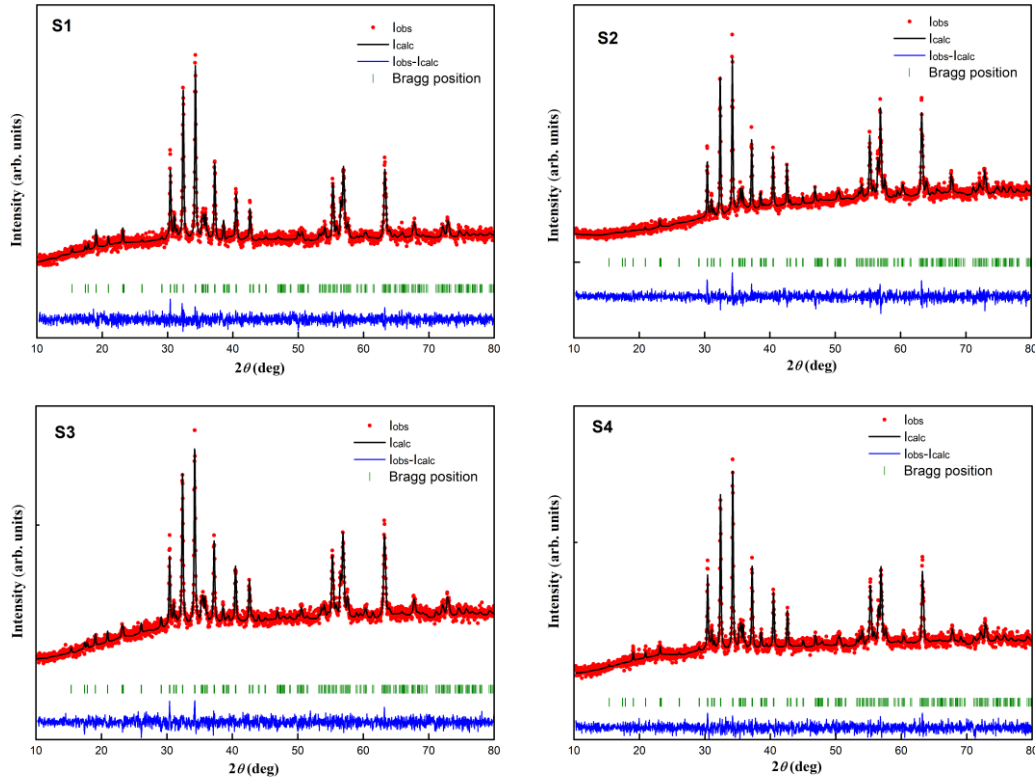 S1
Iobs
Icalc
Iobs-Icalc
Bragg position
Intensity (arb. units)
10 20 30 40 50 60 70 80
2θ (deg)
S2
Iobs
Icalc
Iobs-Icalc
Bragg position
Intensity (arb. units)
10 20 30 40 50 60 70 80
2θ (deg)
S3
Iobs
Icalc
Iobs-Icalc
Bragg position
Intensity (arb. units)
10 20 30 40 50 60 70 80
2θ (deg)
S4
Iobs
Icalc
Iobs-Icalc
Bragg position
Intensity (arb. units)
10 20 30 40 50 60 70 80
2θ (deg)